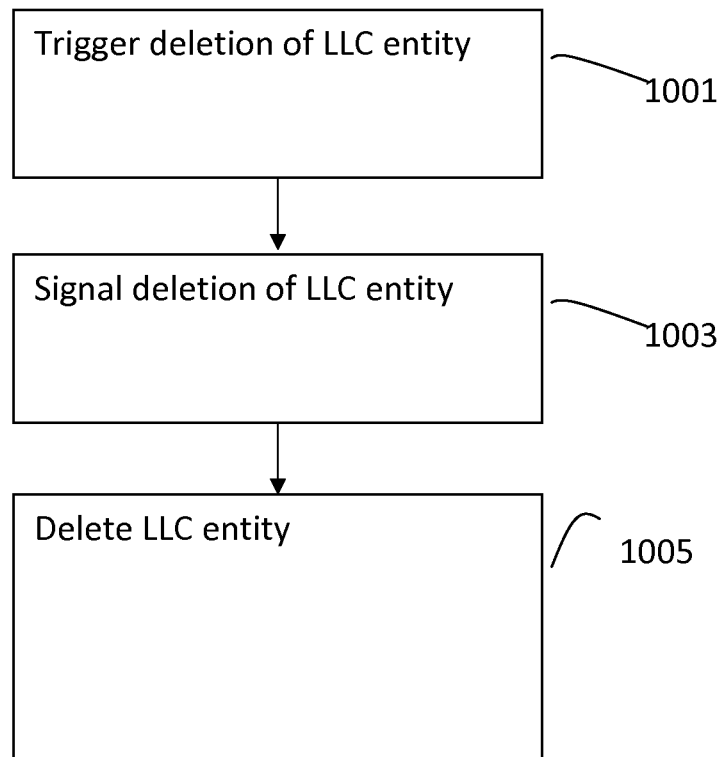 Trigger deletion of LLC entity
1001
Signal deletion of LLC entity
1003
Delete LLC entity
1005